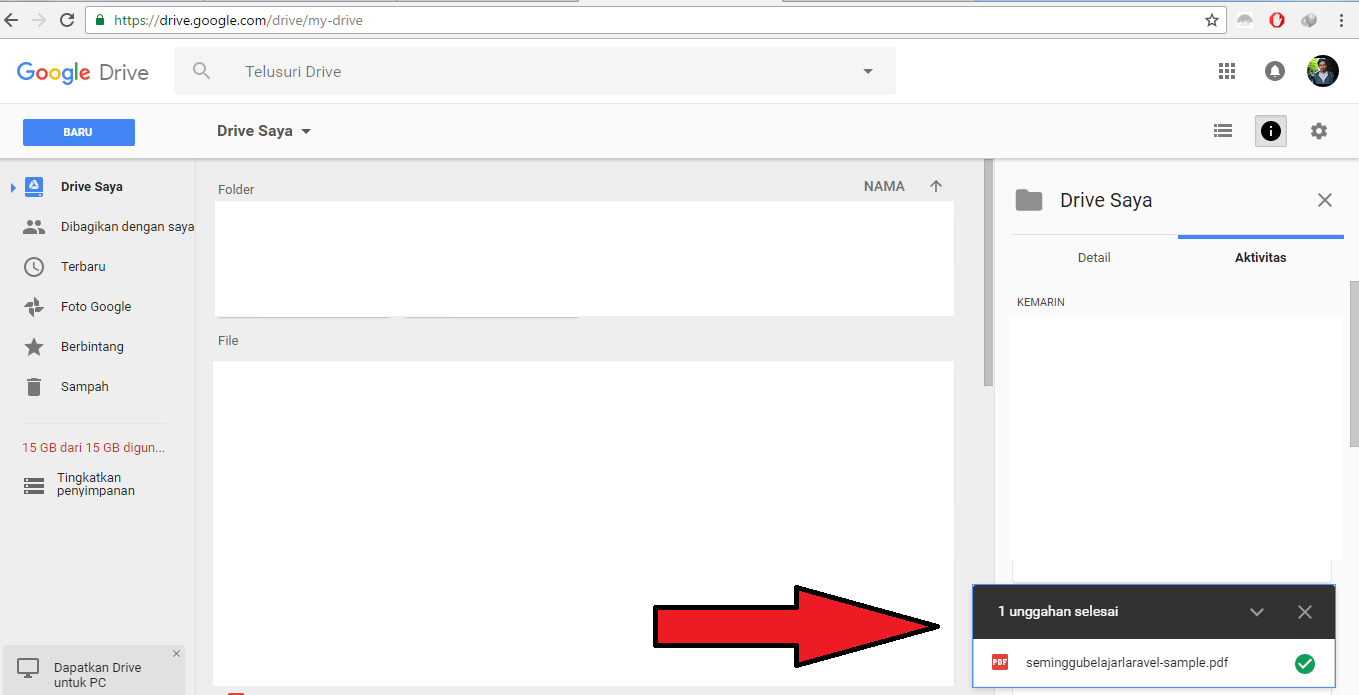 https://drive.google.com/drive/my-drive
Google Drive
Telusuri Drive
BARU
Drive Saya
Drive Saya
Dibagikan dengan saya
Terbaru
Foto Google
Berbintang
Sampah
15 GB dari 15 GB digun...
Tingkatkan
penyimpanan
Dapatkan Drive
untuk PC
Folder
NAMA
File
Drive Saya
Detail
Aktivitas
KEMARIN
1 unggahan selesai
PDF
seminggubelajarlaravel-sample.pdf